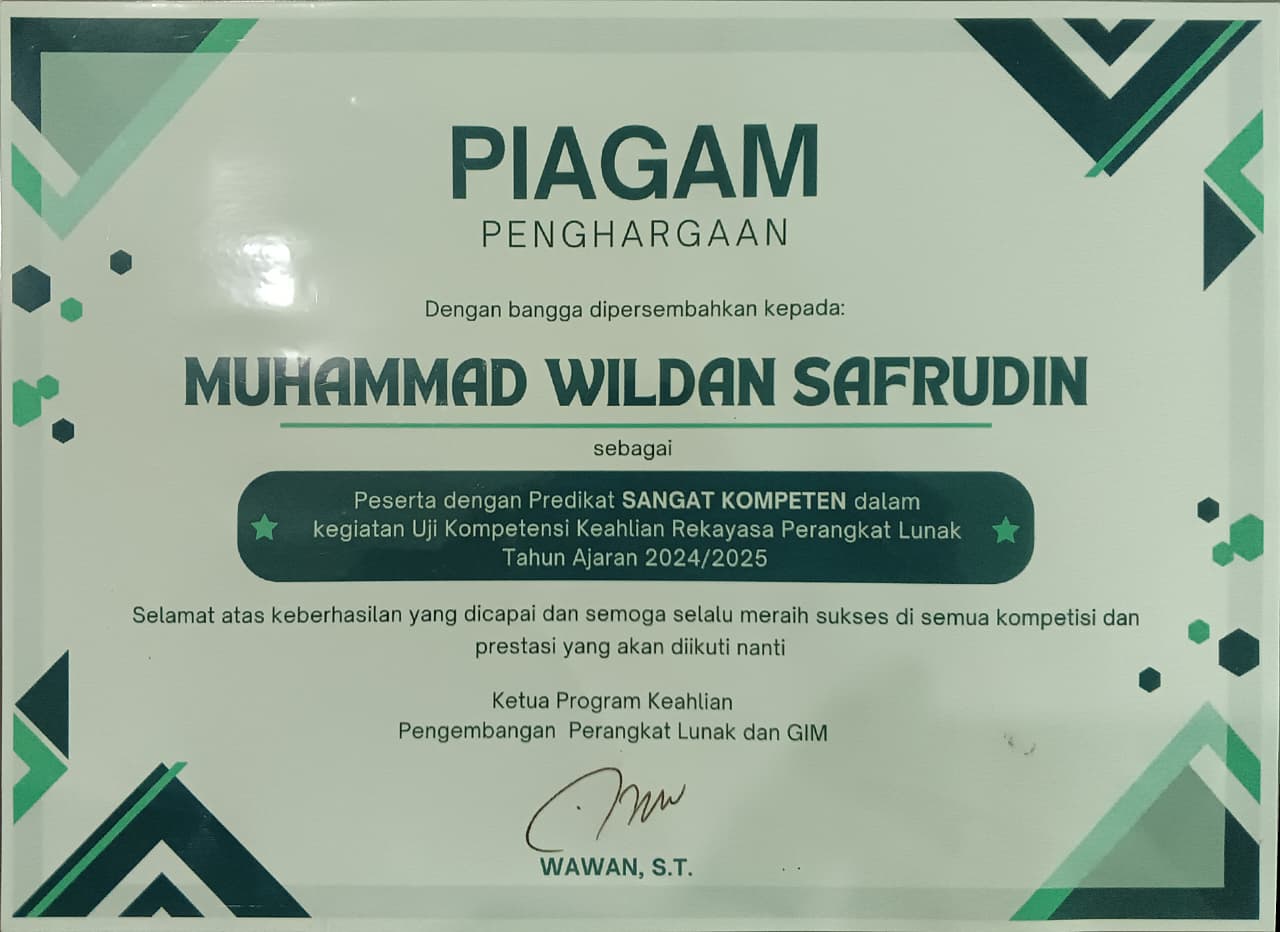 PIAGAM
PENGHARGAAN
Dengan bangga dipersembahkan kepada:
MUHAMMAD WILDAN SAFRUDIN
sebagai
Peserta dengan Predikat SANGAT KOMPETEN dalam
kegiatan Uji Kompetensi Keahlian Rekayasa Perangkat Lunak
Tahun Ajaran 2024/2025
Selamat atas keberhasilan yang dicapai dan semoga selalu meraih sukses di semua kompetisi dan
prestasi yang akan diikuti nanti
Ketua Program Keahlian
Pengembangan Perangkat Lunak dan GIM
WAWAN, S.T.